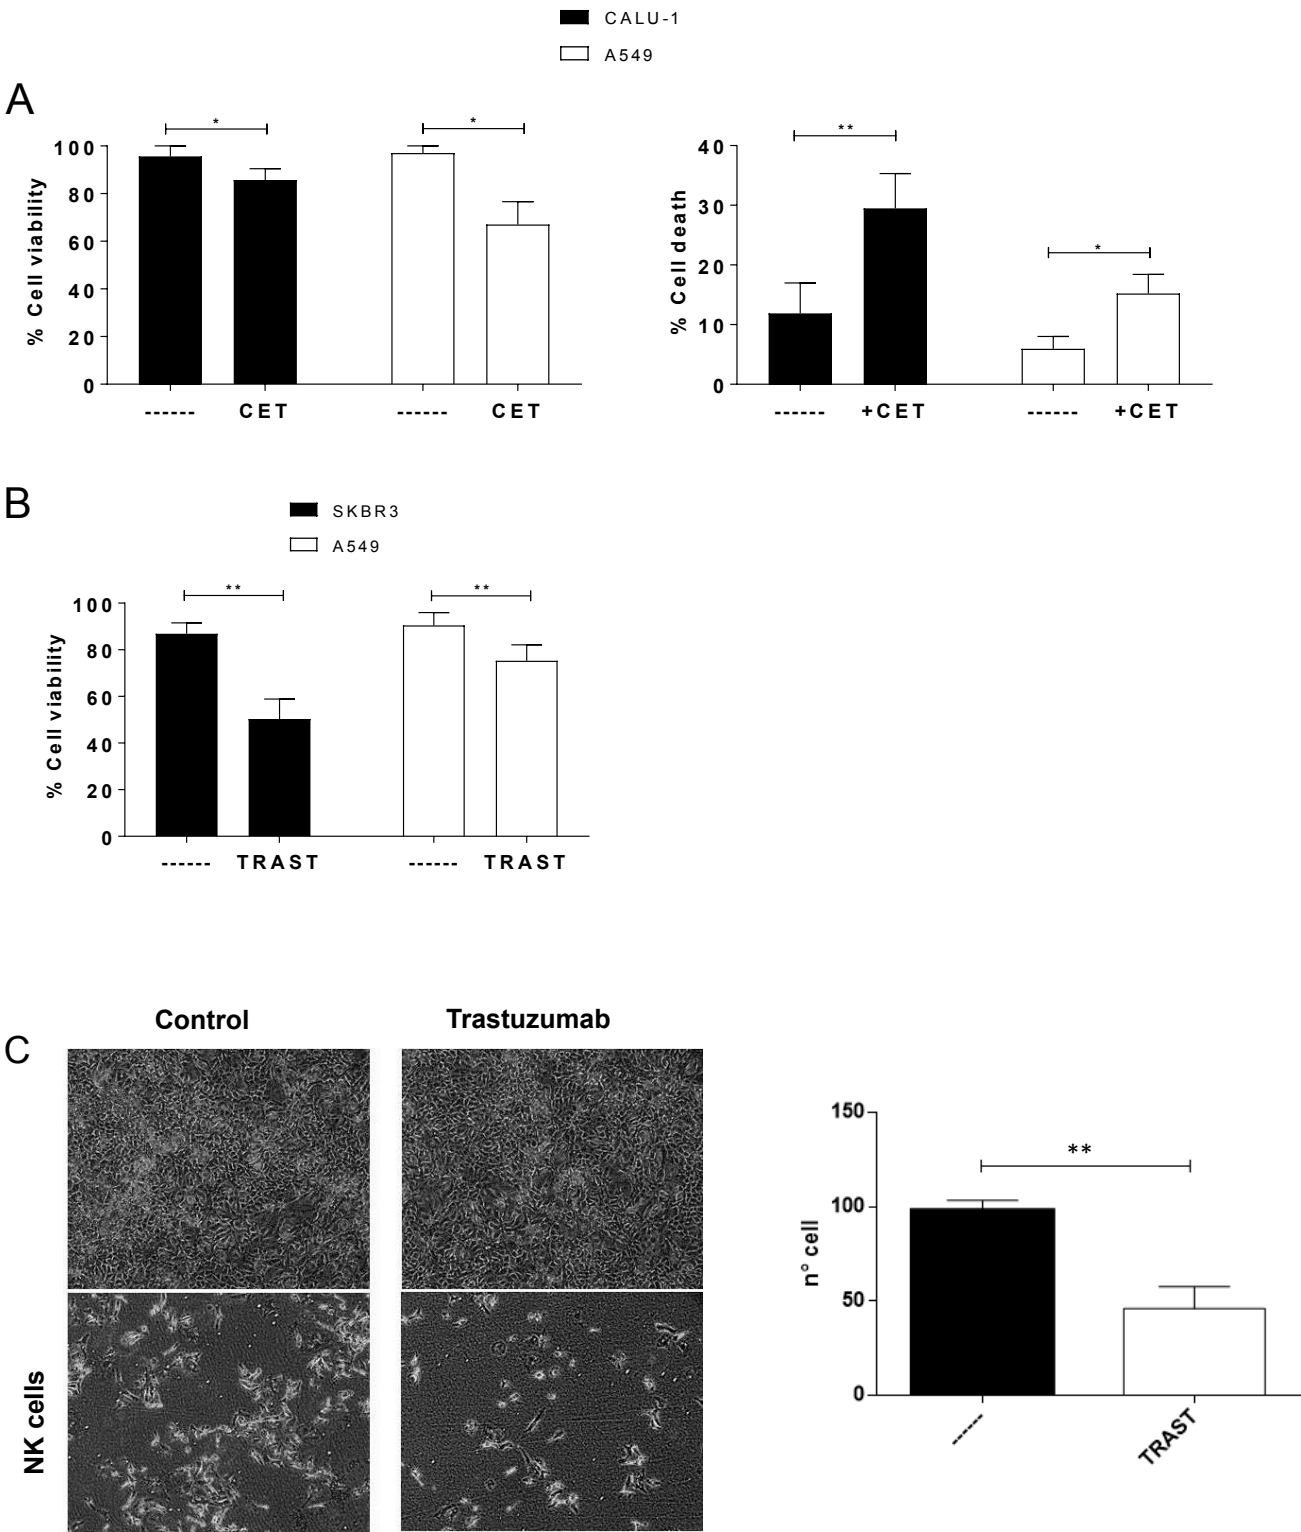 CALU-1
A549
A
*
*
100
80
60
40
20
0
% Cell viability
------ CET ------ CET
**
*
40
30
20
10
0
% Cell death
------ +CET ------ +CET
B
SKBR3
A549
**
**
100
80
60
40
20
0
% Cell viability
------ TRAST ------ TRAST
Control Trastuzumab
C
NK cells
150
100
50
0
n° cell
**
------ TRAST